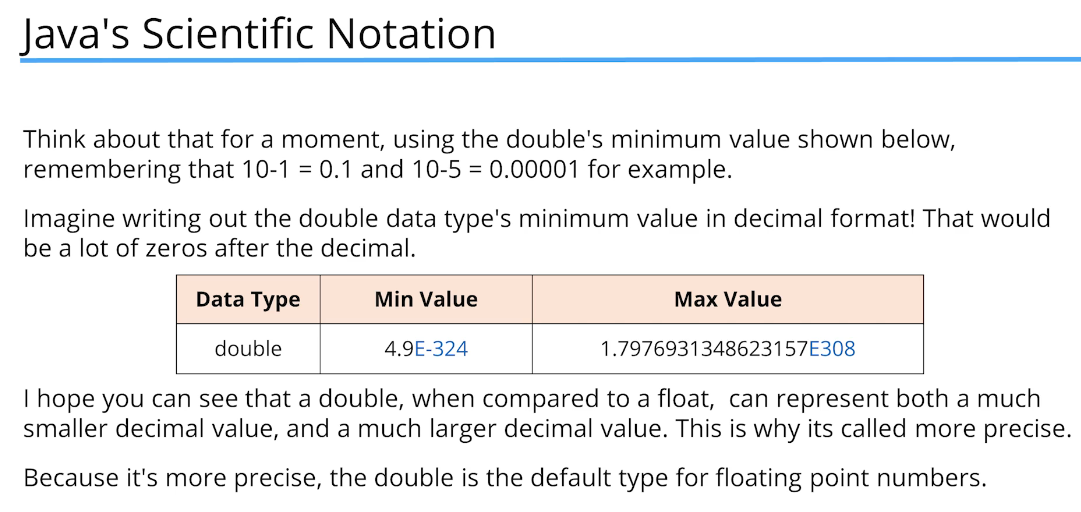 Java's Scientific Notation
Think about that for a moment, using the double's minimum value shown below,
remembering that 10-1 = 0.1 and 10-5 = 0.00001 for example.
Imagine writing out the double data type's minimum value in decimal format! That would
be a lot of zeros after the decimal.
Data Type Min Value Max Value
double 4.9E-324 1.7976931348623157E308
I hope you can see that a double, when compared to a float,  can represent both a much
smaller decimal value, and a much larger decimal value. This is why its called more precise.
Because it's more precise, the double is the default type for floating point numbers.